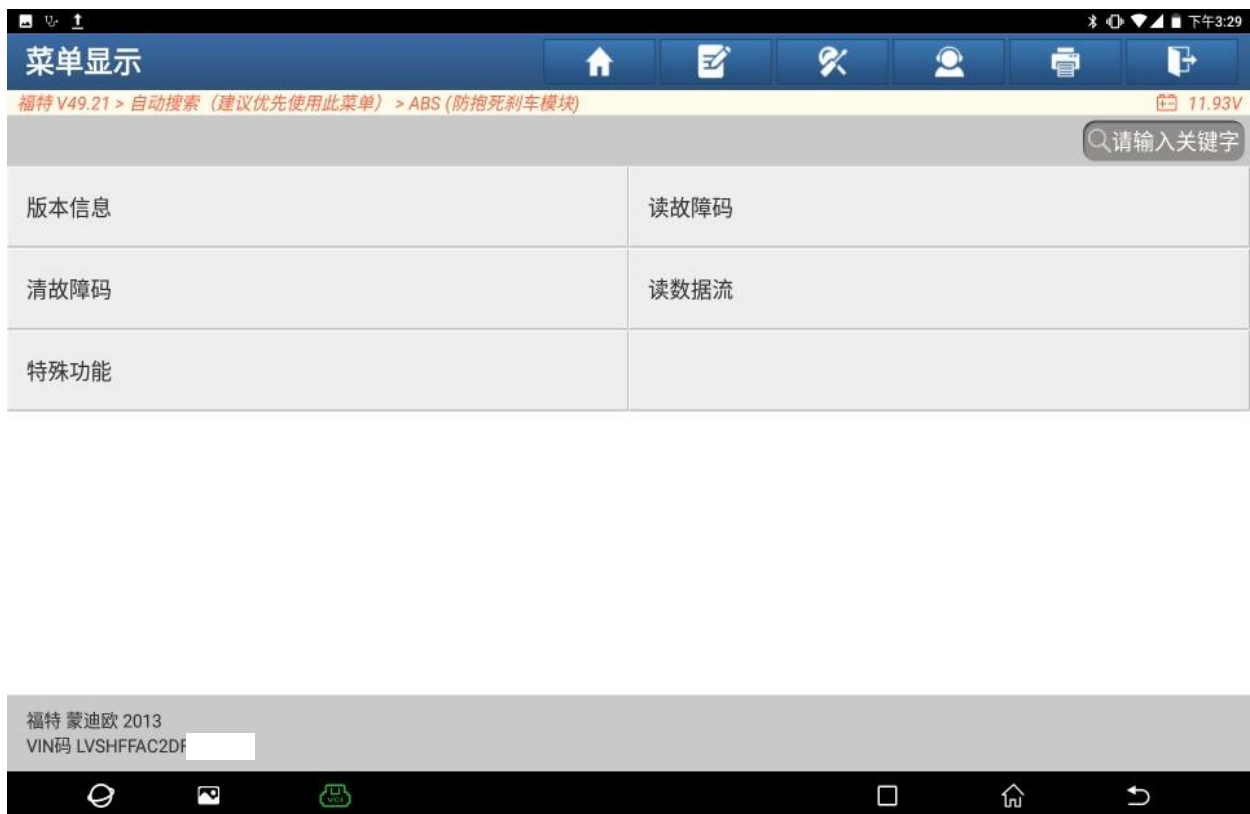 下午3:29
菜单显示
福特 V49.21 > 自动搜索（建议优先使用此菜单） > ABS (防抱死刹车模块)
11.93V
请输入关键字
版本信息
读故障码
清故障码
读数据流
特殊功能
福特 蒙迪欧 2013
VIN码 LVSHFFAC2DF
VCI